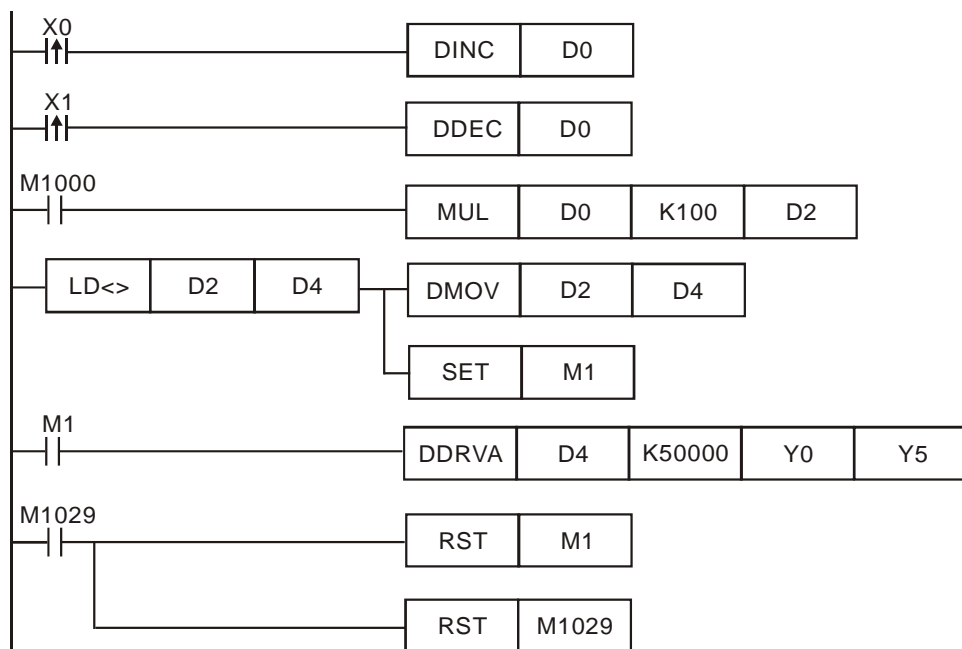 X0
DINC D0
X1
DDEC D0
M1000
MUL D0 K100 D2
LD<> D2 D4 DMOV D2 D4
SET M1
M1
DDRVA D4 K50000 Y0 Y5
M1029
RST M1
RST M1029